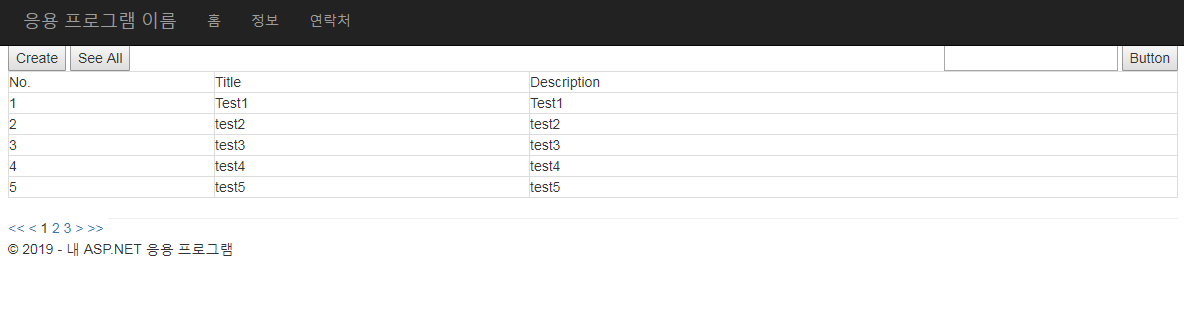 응용 프로그램 이름 홈 정보 연락처
Create See All Button
No. Title Description
1 Test1 Test1
2 test2 test2
3 test3 test3
4 test4 test4
5 test5 test5
<< < 1 2 3 > >>
© 2019 - 내 ASP.NET 응용 프로그램